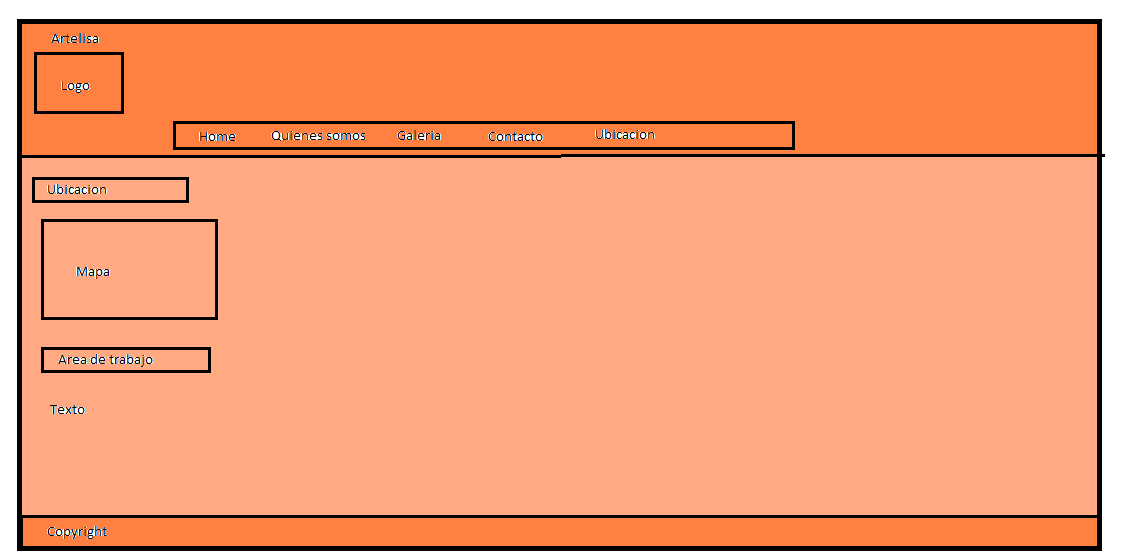 Artelisa
Logo
Home Quienes somos Galeria Contacto Ubicacion
Ubicacion
Mapa
Area de trabajo
Texto
Copyright